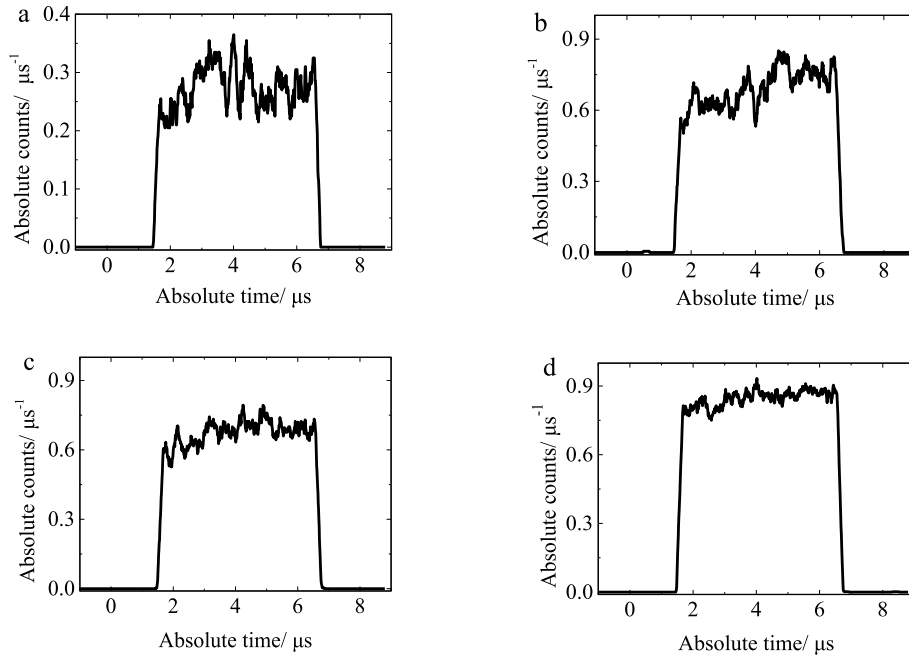 a
0.4
0.3
0.2
0.1
0.0
Absolute counts/ μs⁻¹
0 2 4 6 8
Absolute time/ μs
b
0.9
0.6
0.3
0.0
Absolute counts/ μs⁻¹
0 2 4 6 8
Absolute time/ μs
c
0.9
0.6
0.3
0.0
Absolute counts/ μs⁻¹
0 2 4 6 8
Absolute time/ μs
d
0.9
0.6
0.3
0.0
Absolute counts/ μs⁻¹
0 2 4 6 8
Absolute time/ μs